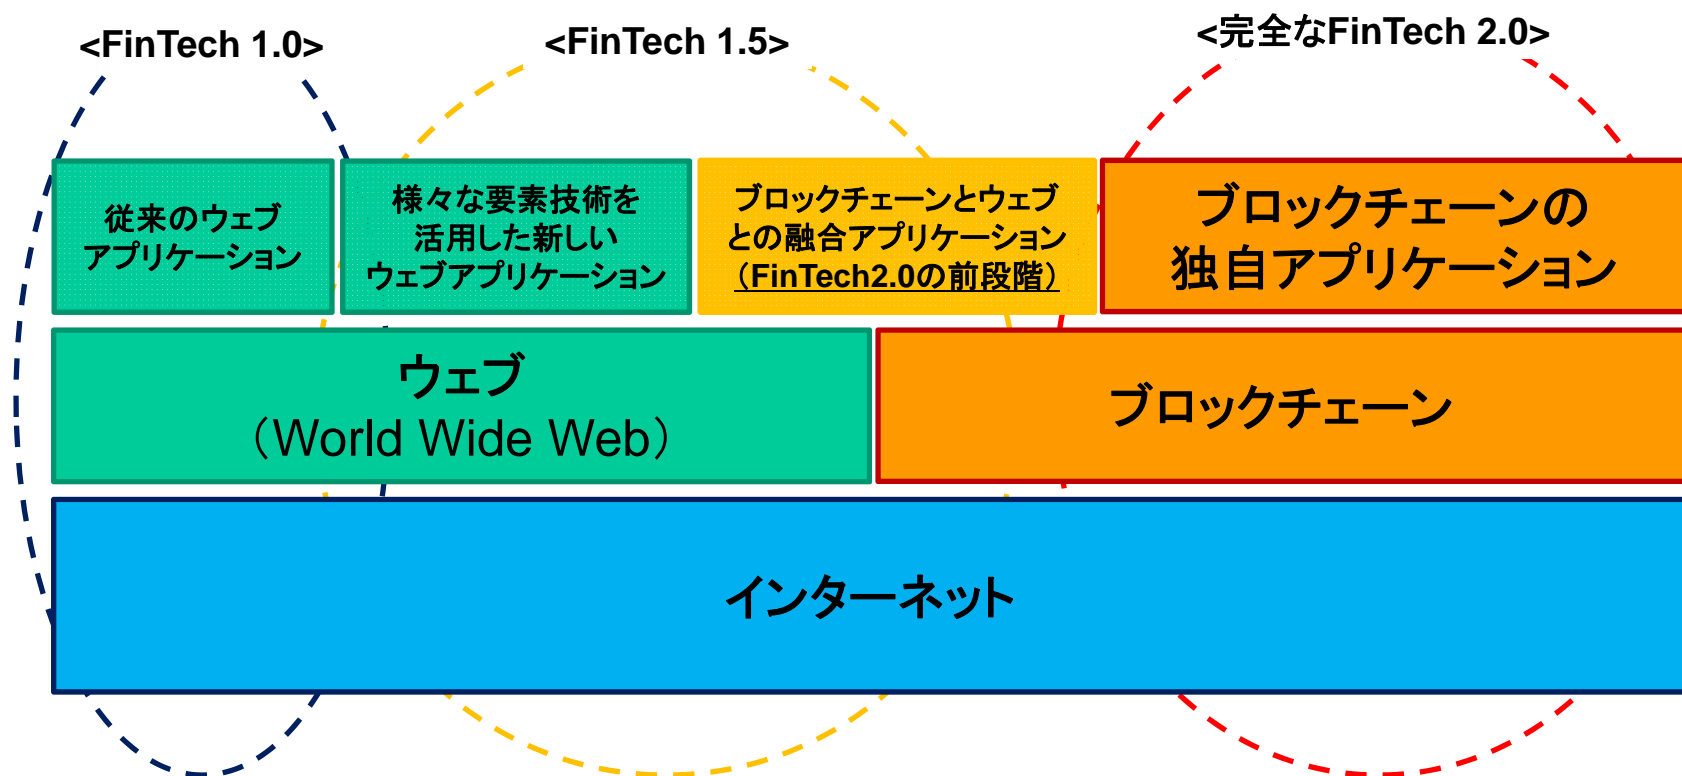 <FinTech 1.0>
<FinTech 1.5>
<完全なFinTech 2.0>
従来のウェブ
アプリケーション
様々な要素技術を
活用した新しい
ウェブアプリケーション
ブロックチェーンとウェブ
との融合アプリケーション
(FinTech2.0の前段階)
ブロックチェーンの
独自アプリケーション
ウェブ
(World Wide Web)
ブロックチェーン
インターネット